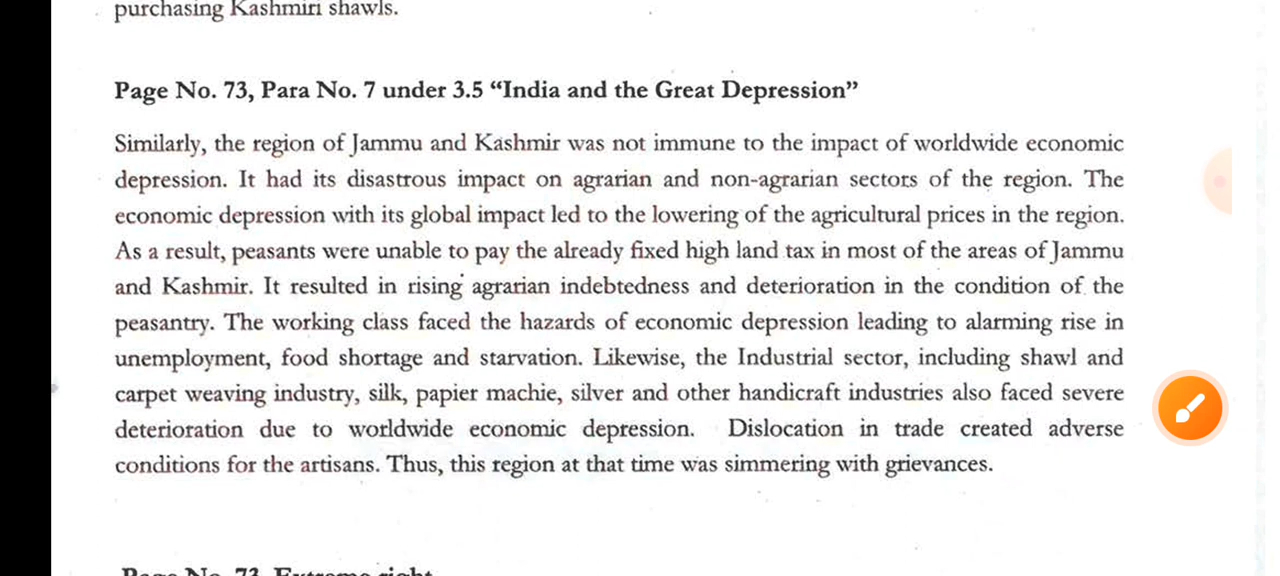 purchasing Kashmiri shawls.
Page No. 73, Para No. 7 under 3.5 “India and the Great Depression”
Similarly, the region of Jammu and Kashmir was not immune to the impact of worldwide economic
depression. It had its disastrous impact on agrarian and non-agrarian sectors of the region. The
economic depression with its global impact led to the lowering of the agricultural prices in the region.
As a result, peasants were unable to pay the already fixed high land tax in most of the areas of Jammu
and Kashmir. It resulted in rising agrarian indebtedness and deterioration in the condition of the
peasantry. The working class faced the hazards of economic depression leading to alarming rise in
unemployment, food shortage and starvation. Likewise, the Industrial sector, including shawl and
carpet weaving industry, silk, papier machie, silver and other handicraft industries also faced severe
deterioration due to worldwide economic depression. Dislocation in trade created adverse
conditions for the artisans. Thus, this region at that time was simmering with grievances.
Page No. 73, Extreme right